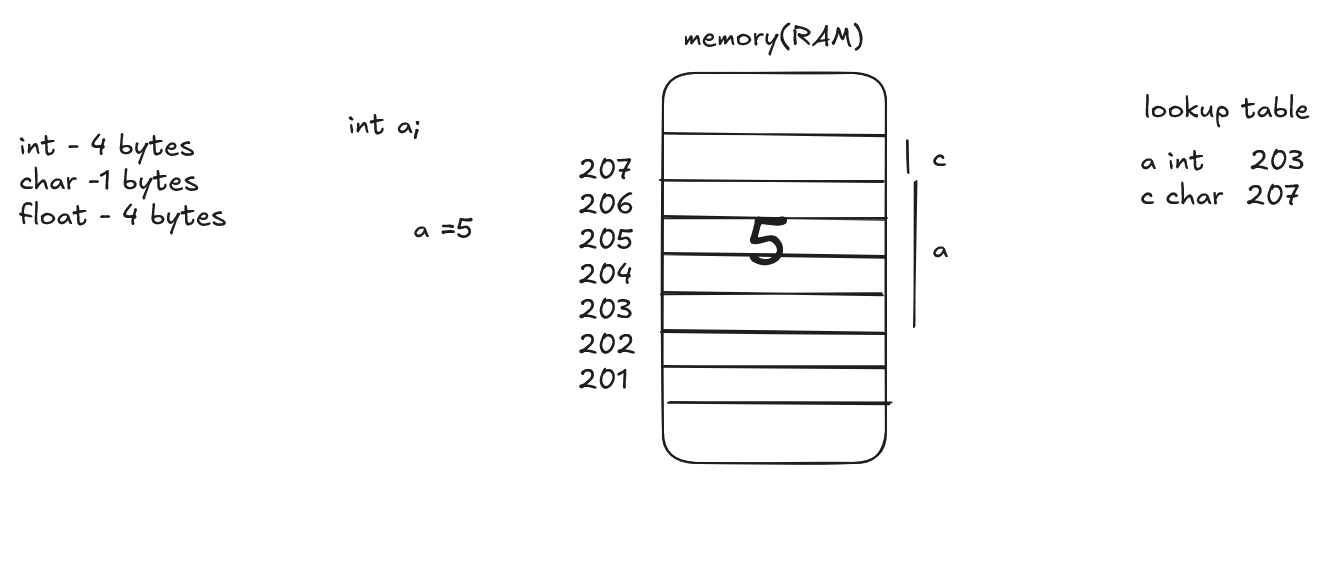 memory(RAM)
int - 4 bytes
char -1 bytes
float - 4 bytes
int a;
a =5
207
206
205
204
203
202
201
5
c
a
lookup table
a int 203
c char 207